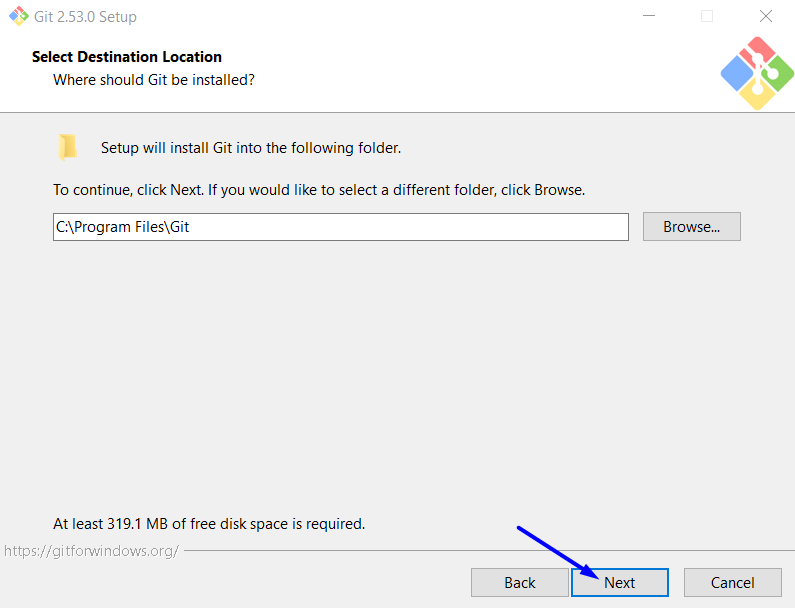 Git 2.53.0 Setup
Select Destination Location
Where should Git be installed?
Setup will install Git into the following folder.
To continue, click Next. If you would like to select a different folder, click Browse.
C:\Program Files\Git
Browse...
At least 319.1 MB of free disk space is required.
https://gitforwindows.org/
Back
Next
Cancel